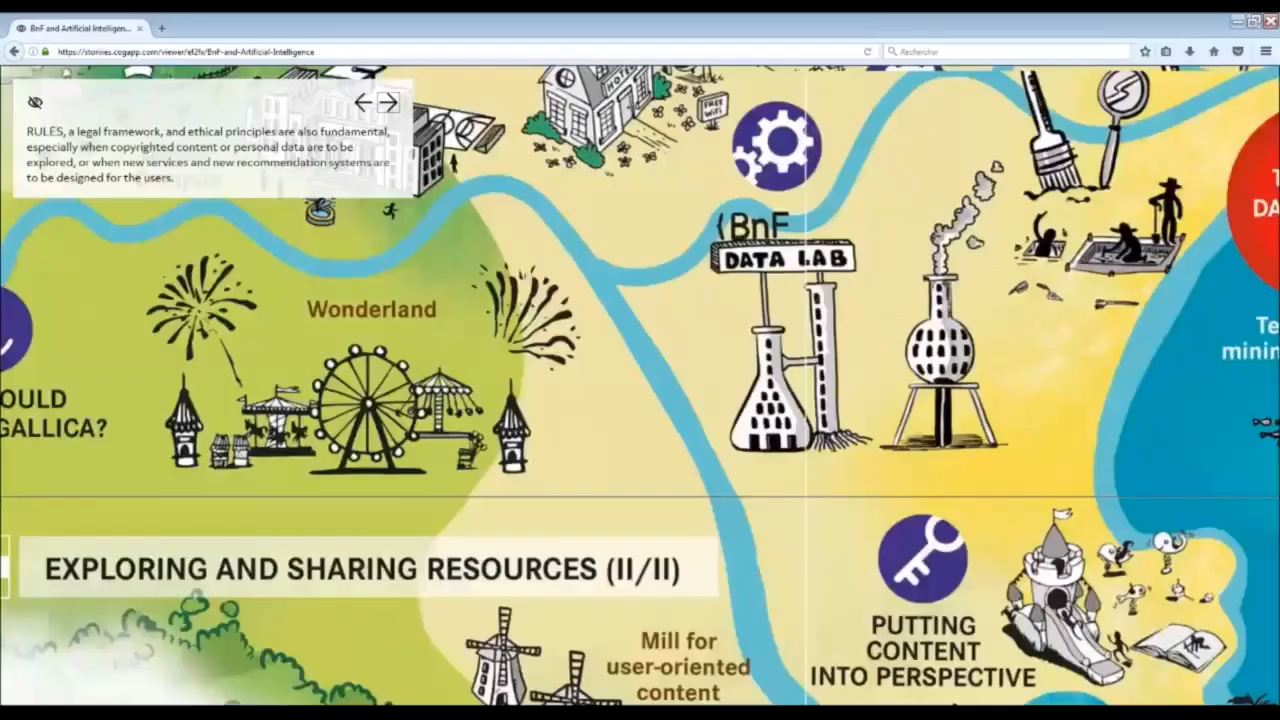 BnF and Artificial Intelligen...
https://storiies.cogapp.com/viewer/ef2fx/BnF-and-Artificial-Intelligence
Rechercher
RULES, a legal framework, and ethical principles are also fundamental,
especially when copyrighted content or personal data are to be
explored, or when new services and new recommendation systems are
to be designed for the users.
HOTEL
FREE
WIFI
(BnF
DATA LAB
Wonderland
OULD
GALLICA?
T
DA
Te
minin
EXPLORING AND SHARING RESOURCES (II/II)
Mill for
user-oriented
content
PUTTING
CONTENT
INTO PERSPECTIVE